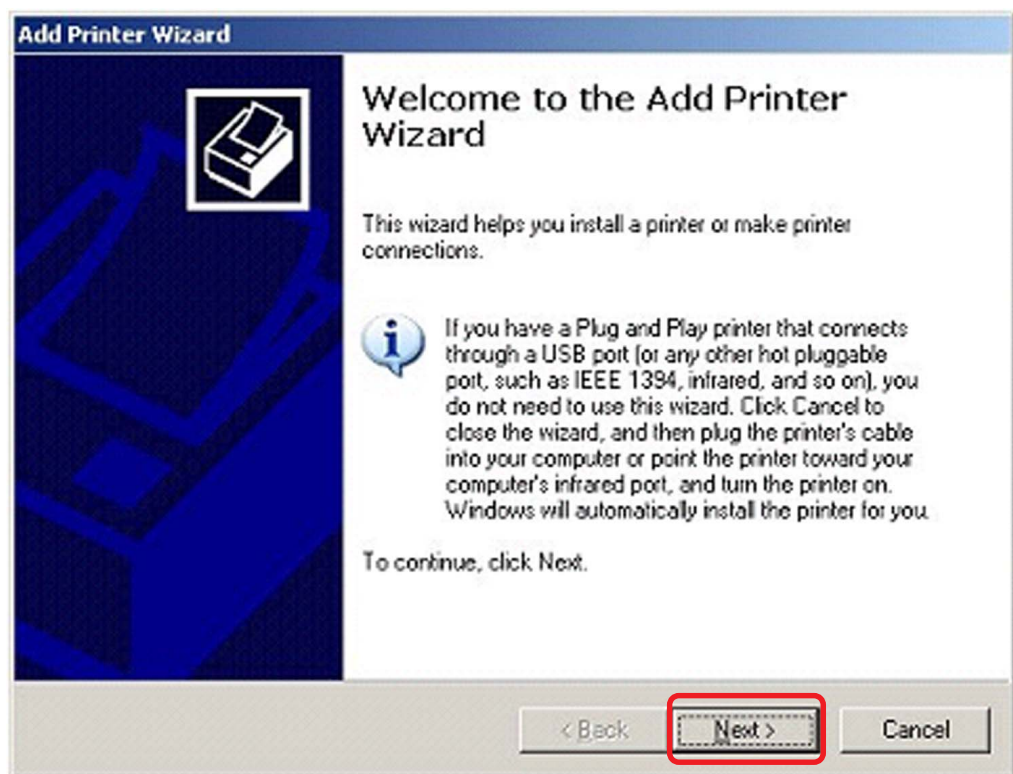 Add Printer Wizard
Welcome to the Add Printer
Wizard
This wizard helps you install a printer or make printer
connections.
If you have a Plug and Play printer that connects
through a USB port (or any other hot pluggable
port, such as IEEE 1394, infrared, and so on), you
do not need to use this wizard. Click Cancel to
close the wizard, and then plug the printer's cable
into your computer or point the printer toward your
computer's infrared port, and turn the printer on.
Windows will automatically install the printer for you.
To continue, click Next.
< Back Next > Cancel